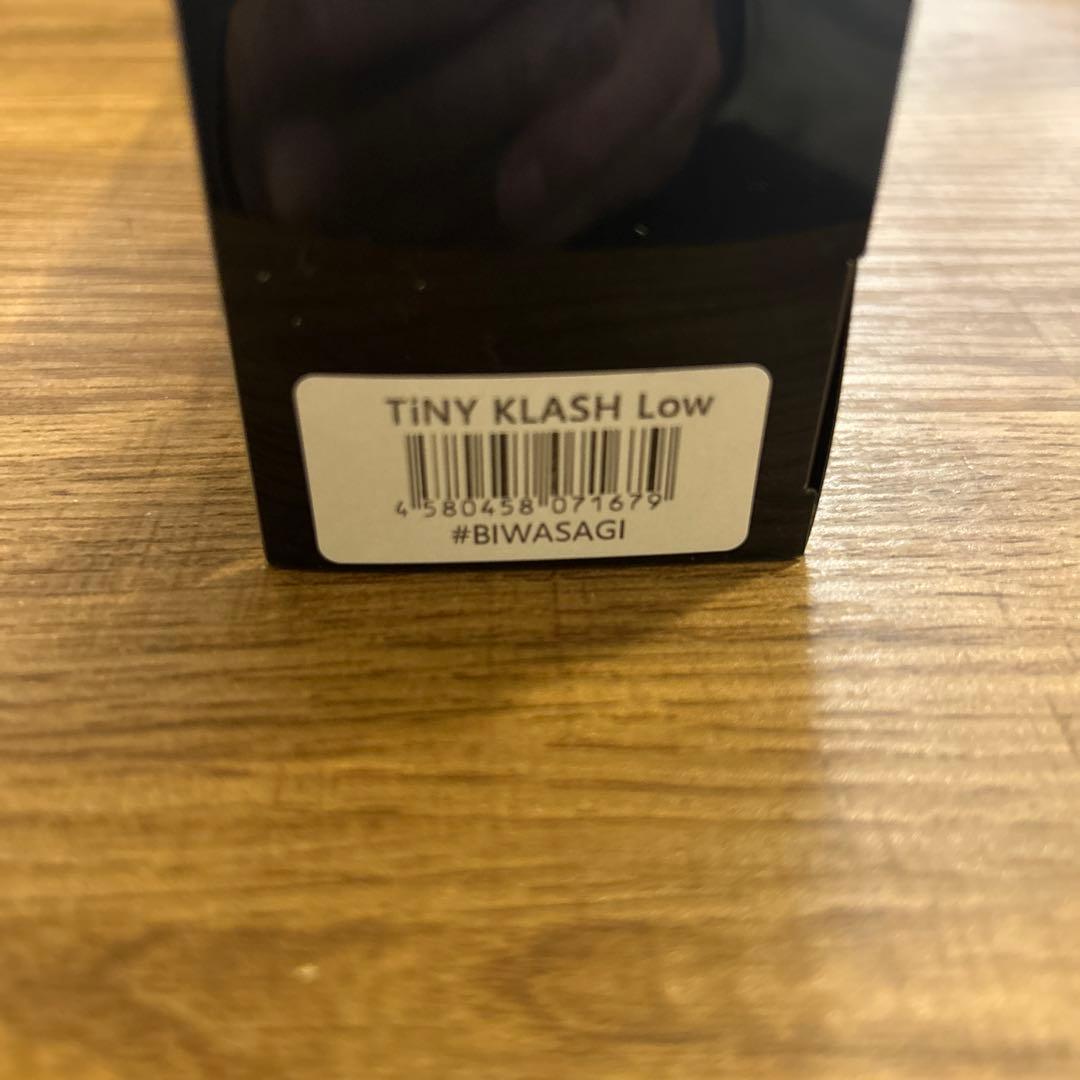 TiNY KLASH Low
4 580458 071679
#BIWASAGI